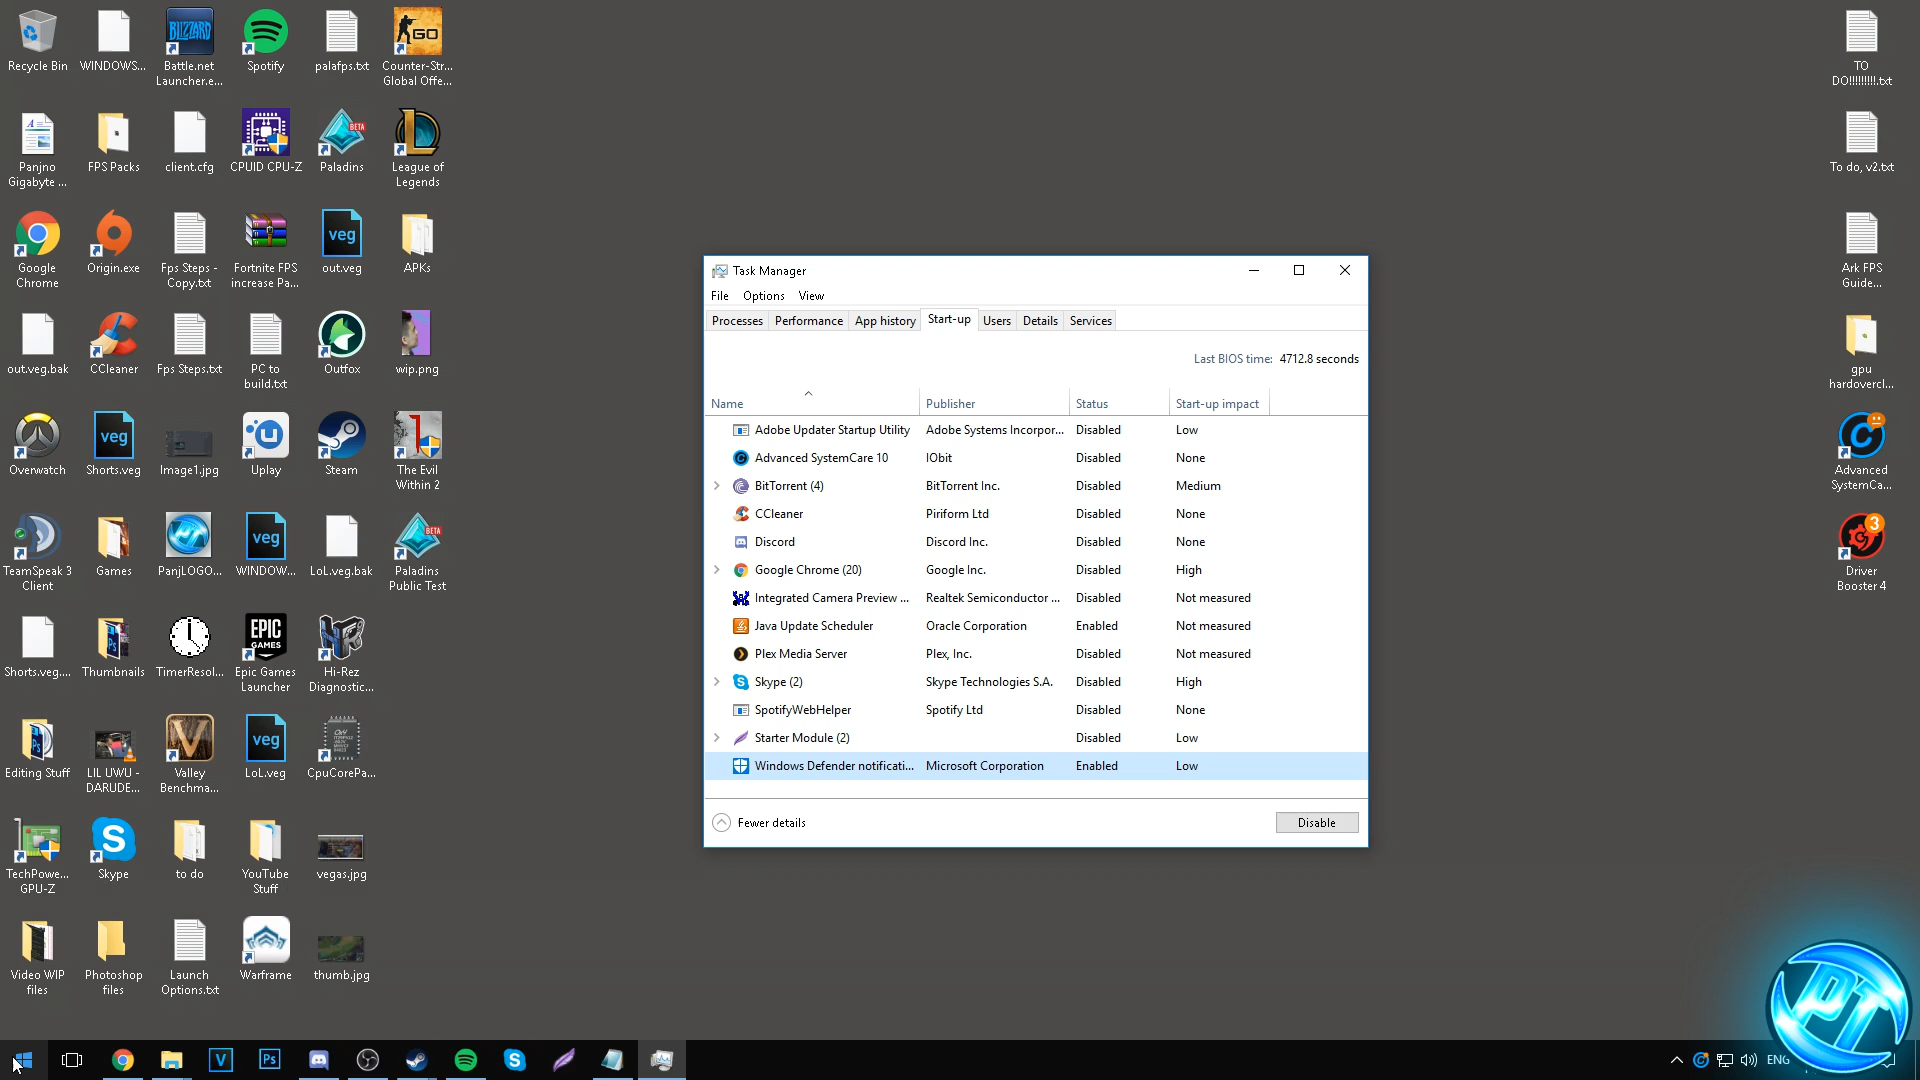 Recycle Bin
WINDOWS...
Battle.net
Launcher.e...
Spotify
palafps.txt
Counter-Str...
Global Offe...
Panjno
Gigabyte ...
FPS Packs
client.cfg
CPUID CPU-Z
Paladins
League of
Legends
Google
Chrome
Origin.exe
Fps Steps -
Copy.txt
Fortnite FPS
increase Pa...
out.veg
APKs
out.veg.bak
CCleaner
Fps Steps.txt
PC to
build.txt
Outfox
wip.png
Overwatch
Shorts.veg
Image1.jpg
Uplay
Steam
The Evil
Within 2
TeamSpeak 3
Client
Games
PanjLOGO...
WINDOW...
LoL.veg.bak
Paladins
Public Test
Shorts.veg....
Thumbnails
TimerResol...
Epic Games
Launcher
Hi-Rez
Diagnostic...
Editing Stuff
LIL UWU -
DARUDE...
Valley
Benchma...
LoL.veg
CpuCorePa...
TechPowe...
GPU-Z
Skype
to do
YouTube
Stuff
vegas.jpg
Video WIP
files
Photoshop
files
Launch
Options.txt
Warframe
thumb.jpg
BLIZZARD
GO
BETA
veg
veg
veg
BETA
EPIC
GAMES
veg
Task Manager
File Options View
Processes Performance App history Start-up Users Details Services
Last BIOS time: 4712.8 seconds
Name Publisher Status Start-up impact
Adobe Updater Startup Utility Adobe Systems Incorpor... Disabled Low
Advanced SystemCare 10 IObit Disabled None
BitTorrent (4) BitTorrent Inc. Disabled Medium
CCleaner Piriform Ltd Disabled None
Discord Discord Inc. Disabled None
Google Chrome (20) Google Inc. Disabled High
Integrated Camera Preview ... Realtek Semiconductor ... Disabled Not measured
Java Update Scheduler Oracle Corporation Enabled Not measured
Plex Media Server Plex, Inc. Disabled Not measured
Skype (2) Skype Technologies S.A. Disabled High
SpotifyWebHelper Spotify Ltd Disabled None
Starter Module (2) Disabled Low
Windows Defender notificati... Microsoft Corporation Enabled Low
Fewer details
Disable
TO
DO!!!!!!!!!.txt
To do, v2.txt
Ark FPS
Guide...
gpu
hardovercl...
Advanced
SystemCa...
3
Driver
Booster 4
PT
V
Ps
ENG